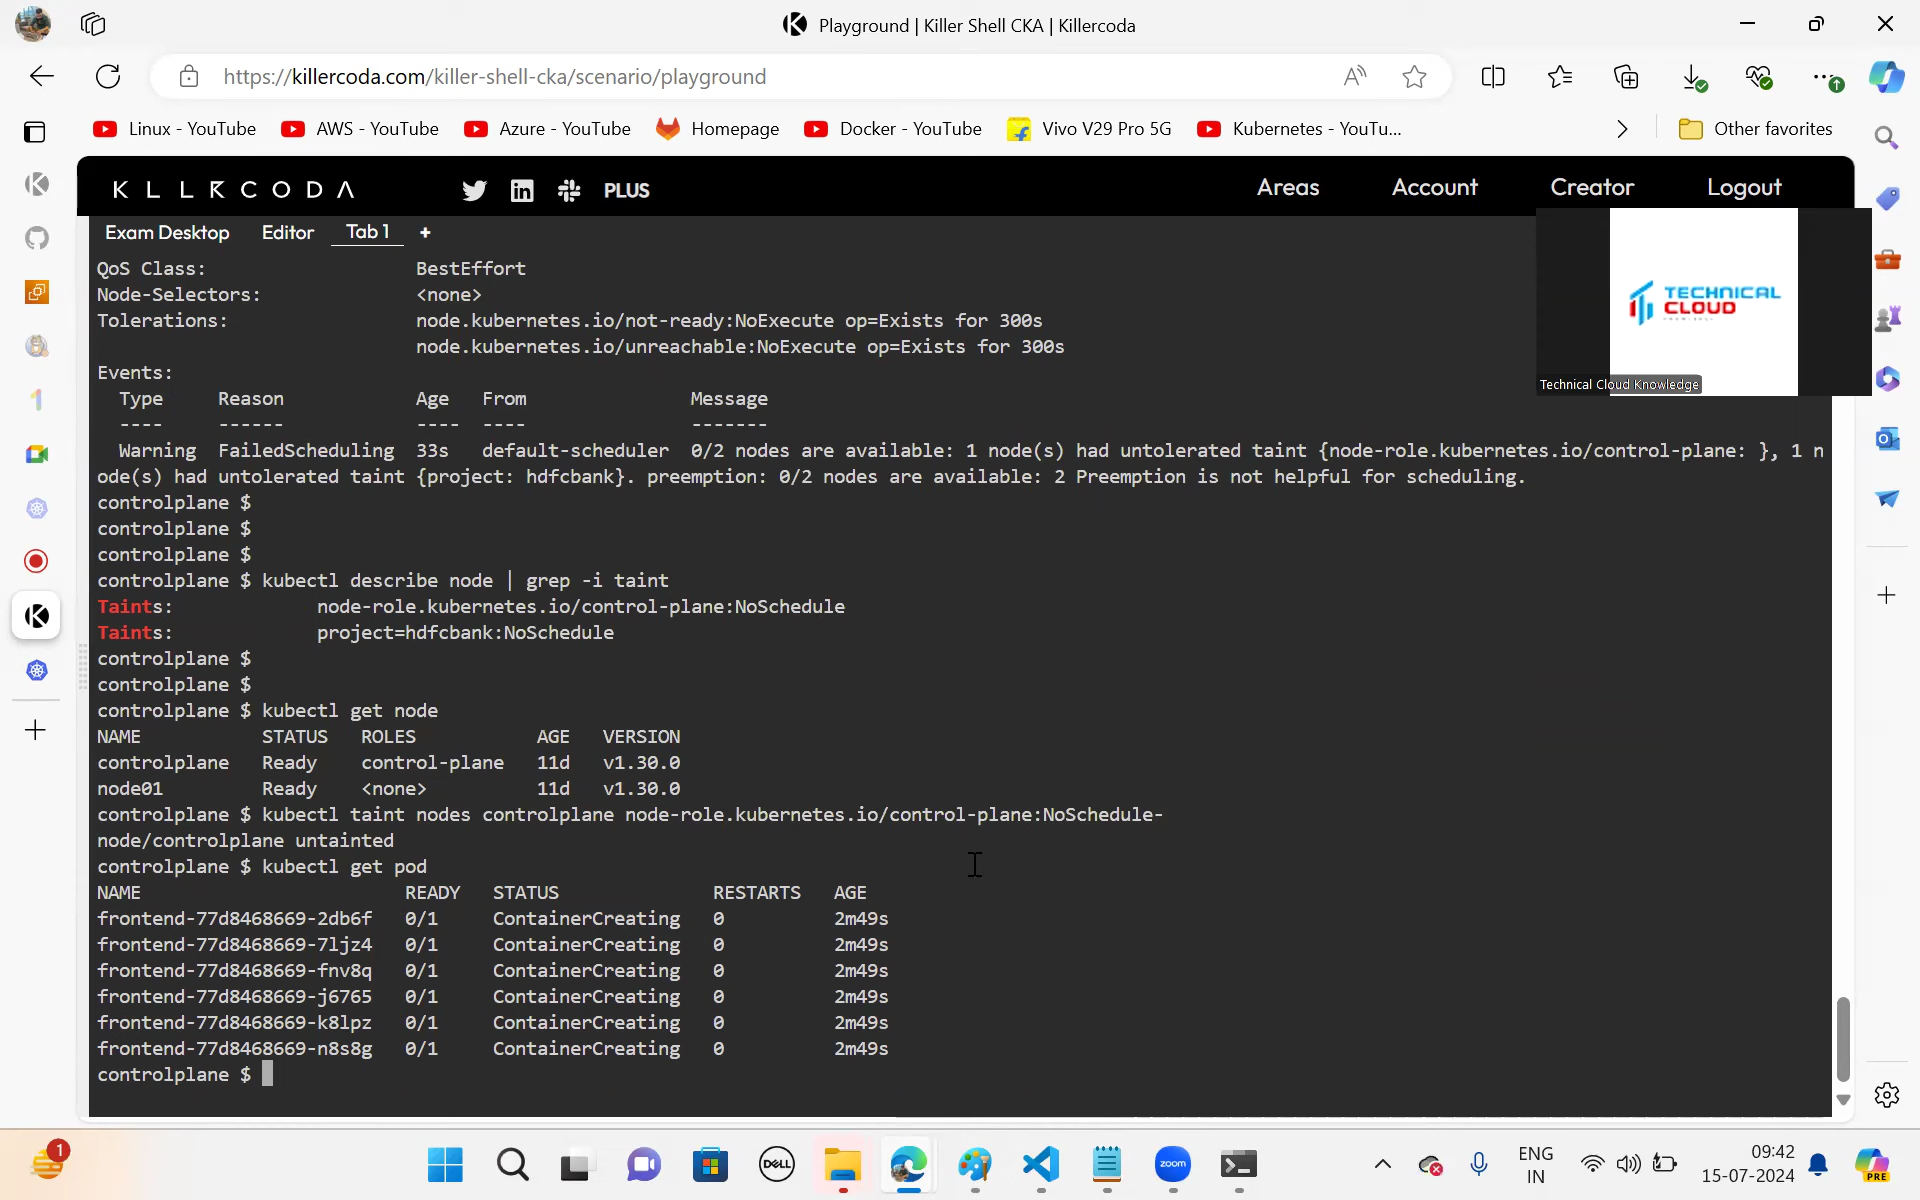 Playground | Killer Shell CKA | Killercoda
https://killercoda.com/killer-shell-cka/scenario/playground
Linux - YouTube AWS - YouTube Azure - YouTube Homepage Docker - YouTube Vivo V29 Pro 5G Kubernetes - YouTu... Other favorites
KILLERCODA PLUS Areas Account Creator Logout
Exam Desktop Editor Tab 1 +
TECHNICAL
CLOUD
Technical Cloud Knowledge
QoS Class:                   BestEffort
Node-Selectors:              <none>
Tolerations:                 node.kubernetes.io/not-ready:NoExecute op=Exists for 300s
                             node.kubernetes.io/unreachable:NoExecute op=Exists for 300s
Events:
  Type     Reason            Age   From               Message
  ----     ------            ----  ----               -------
  Warning  FailedScheduling  33s   default-scheduler  0/2 nodes are available: 1 node(s) had untolerated taint {node-role.kubernetes.io/control-plane: }, 1 n
ode(s) had untolerated taint {project: hdfcbank}. preemption: 0/2 nodes are available: 2 Preemption is not helpful for scheduling.
controlplane $
controlplane $
controlplane $
controlplane $ kubectl describe node | grep -i taint
Taints:             node-role.kubernetes.io/control-plane:NoSchedule
Taints:             project=hdfcbank:NoSchedule
controlplane $
controlplane $
controlplane $ kubectl get node
NAME           STATUS   ROLES           AGE   VERSION
controlplane   Ready    control-plane   11d   v1.30.0
node01         Ready    <none>          11d   v1.30.0
controlplane $ kubectl taint nodes controlplane node-role.kubernetes.io/control-plane:NoSchedule-
node/controlplane untainted
controlplane $ kubectl get pod
NAME                        READY   STATUS              RESTARTS   AGE
frontend-77d8468669-2db6f   0/1     ContainerCreating   0          2m49s
frontend-77d8468669-7ljz4   0/1     ContainerCreating   0          2m49s
frontend-77d8468669-fnv8q   0/1     ContainerCreating   0          2m49s
frontend-77d8468669-j6765   0/1     ContainerCreating   0          2m49s
frontend-77d8468669-k8lpz   0/1     ContainerCreating   0          2m49s
frontend-77d8468669-n8s8g   0/1     ContainerCreating   0          2m49s
controlplane $
1 DELL zoom ENG 09:42
IN 15-07-2024 PRE